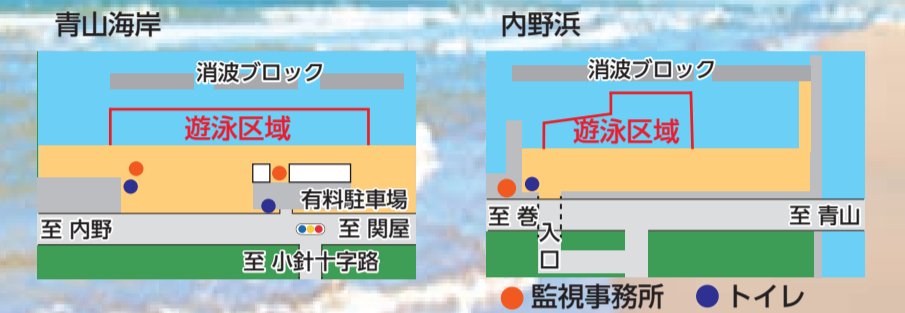 青山海岸
消波ブロック
遊泳区域
有料駐車場
至 内野
至 関屋
至 小針十字路
内野浜
消波ブロック
遊泳区域
至 巻
至 青山
入口
監視事務所
トイレ